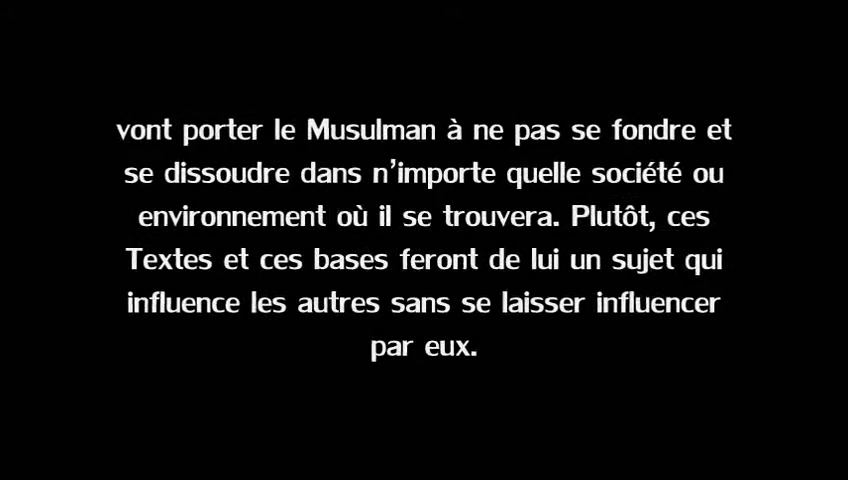 vont porter le Musulman à ne pas se fondre et
se dissoudre dans n'importe quelle société ou
environnement où il se trouvera. Plutôt, ces
Textes et ces bases feront de lui un sujet qui
influence les autres sans se laisser influencer
par eux.